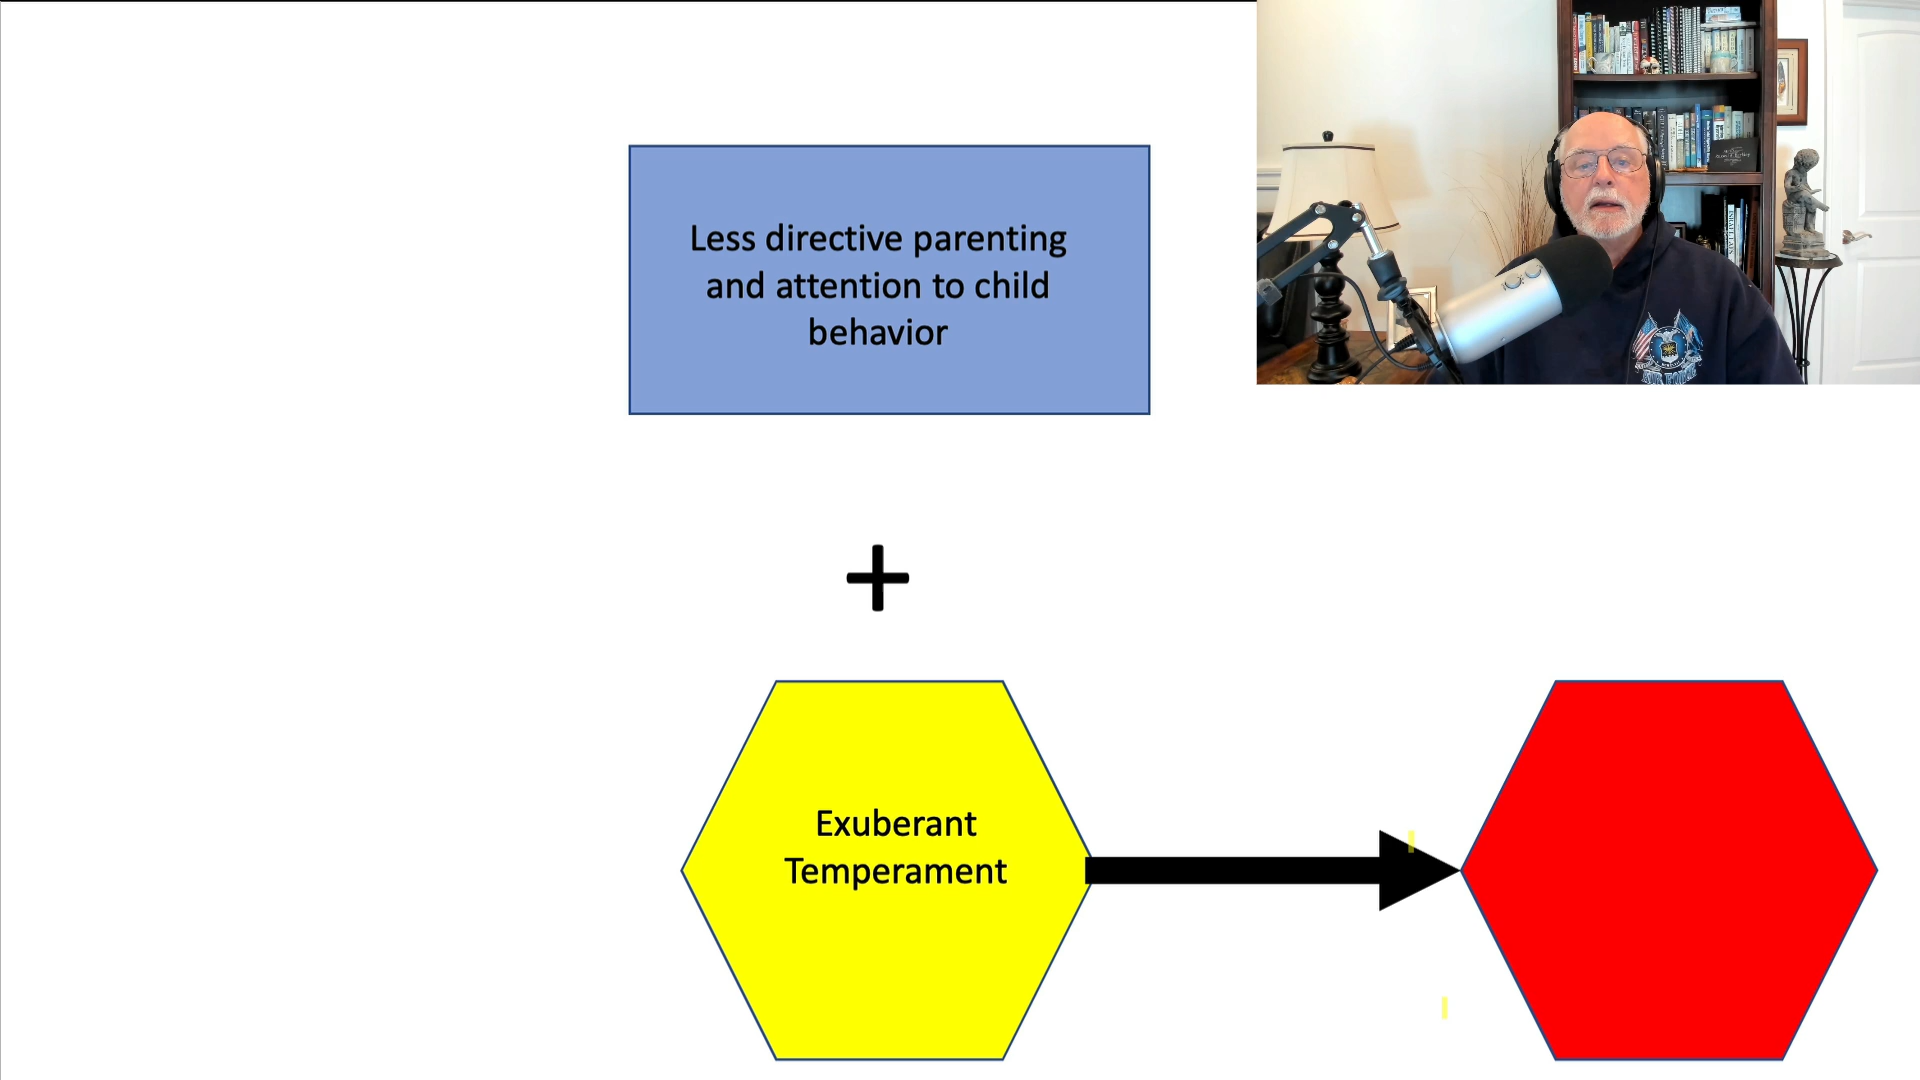 Less directive parenting
and attention to child
behavior
+
Exuberant
Temperament